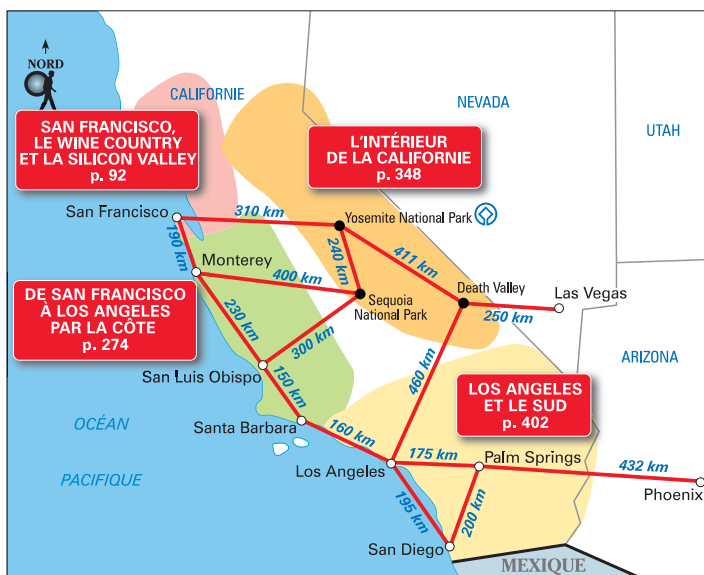 NORD
CALIFORNIE
NEVADA
UTAH
SAN FRANCISCO,
LE WINE COUNTRY
ET LA SILICON VALLEY
p. 92
L'INTÉRIEUR
DE LA CALIFORNIE
p. 348
San Francisco
310 km
Yosemite National Park
190 km
Monterey
240 km
411 km
400 km
Death Valley
Las Vegas
250 km
Sequoia
National Park
DE SAN FRANCISCO
À LOS ANGELES
PAR LA CÔTE
p. 274
230 km
300 km
ARIZONA
San Luis Obispo
150 km
460 km
LOS ANGELES
ET LE SUD
p. 402
OCÉAN
PACIFIQUE
Santa Barbara
160 km
175 km
Palm Springs
432 km
Los Angeles
Phoenix
195 km
200 km
San Diego
MEXIQUE